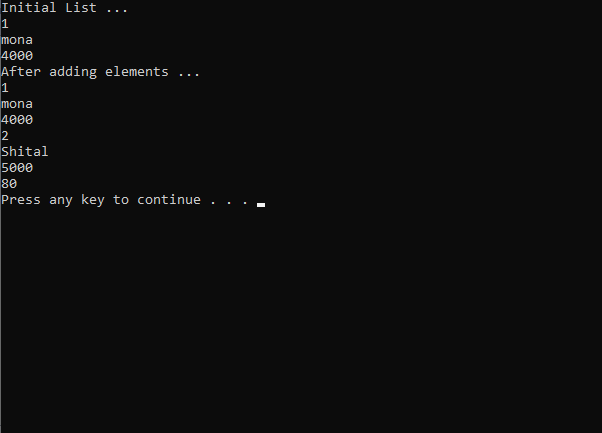 Initial List ...
1
mona
4000
After adding elements ...
1
mona
4000
2
Shital
5000
80
Press any key to continue . . .